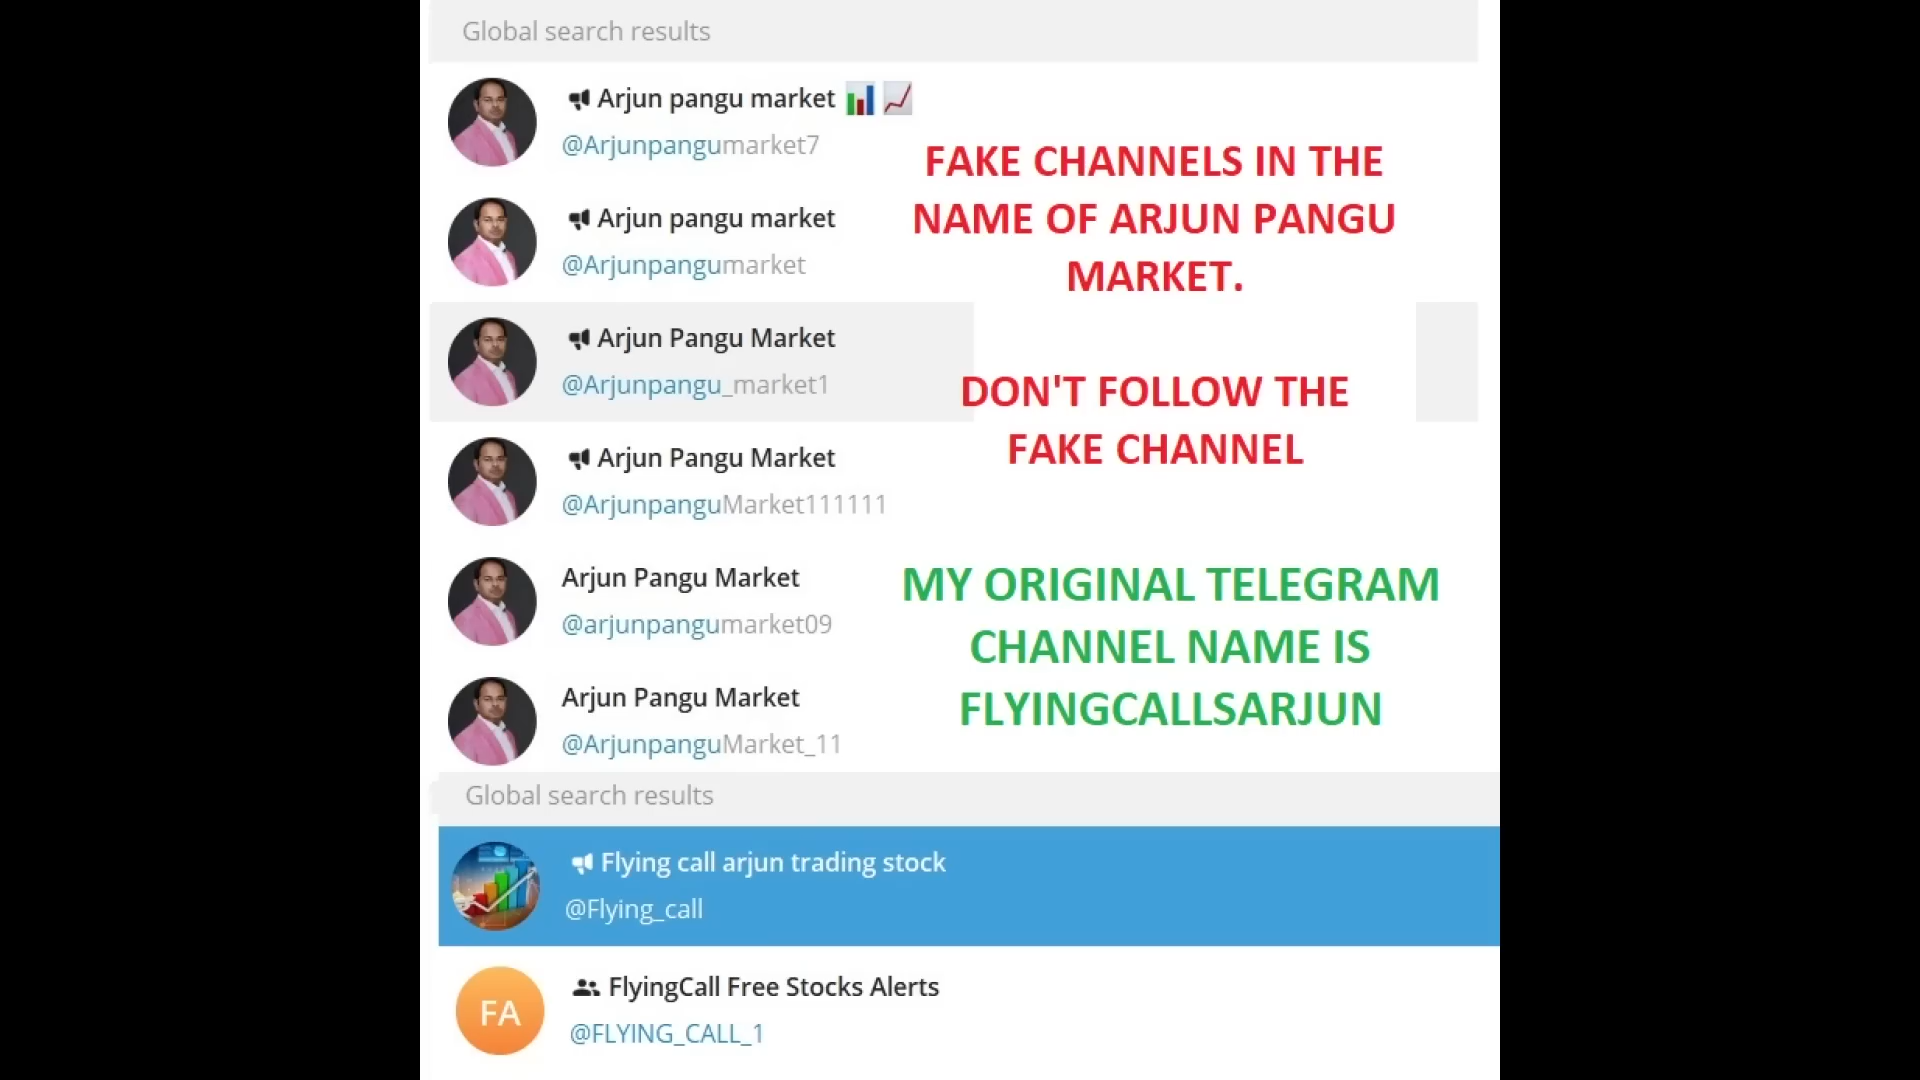 Global search results
Arjun pangu market
@Arjunpangumarket7
Arjun pangu market
@Arjunpangumarket
Arjun Pangu Market
@Arjunpangu_market1
Arjun Pangu Market
@ArjunpanguMarket111111
Arjun Pangu Market
@arjunpangumarket09
Arjun Pangu Market
@ArjunpanguMarket_11
FAKE CHANNELS IN THE
NAME OF ARJUN PANGU
MARKET.
DON'T FOLLOW THE
FAKE CHANNEL
MY ORIGINAL TELEGRAM
CHANNEL NAME IS
FLYINGCALLSARJUN
Global search results
Flying call arjun trading stock
@Flying_call
FA
FlyingCall Free Stocks Alerts
@FLYING_CALL_1